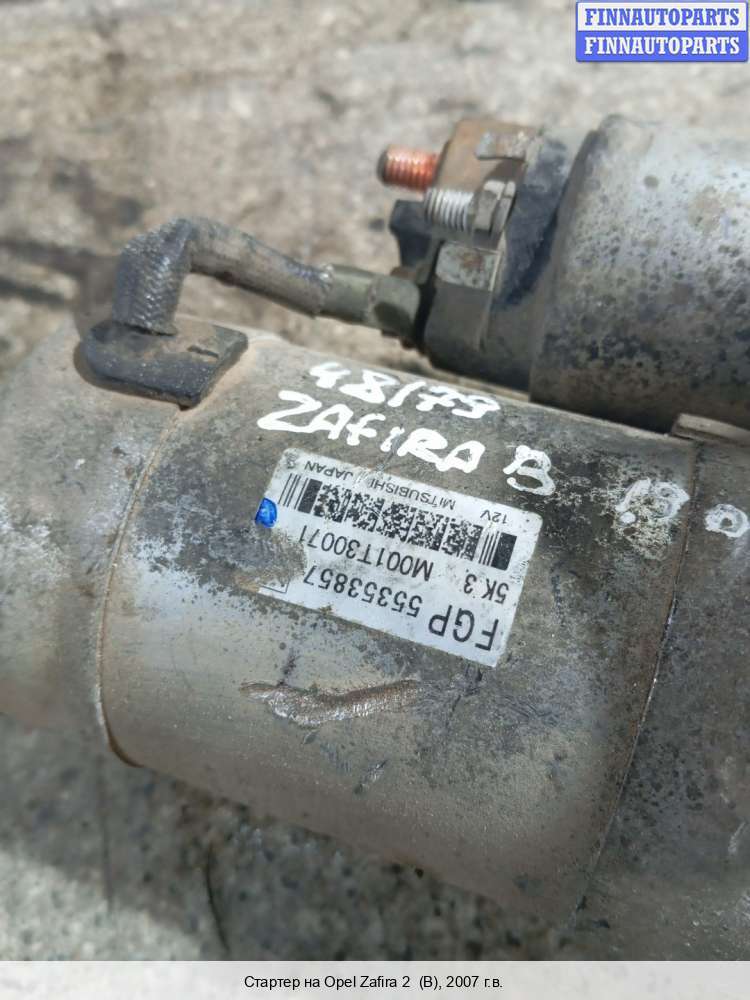 FINNAUTOPARTS
FINNAUTOPARTS
48179
ZAFIRA B
FGP 55353857
5K 3 M001T30071
12V MITSUBISHI JAPAN
Стартер на Opel Zafira 2 (B), 2007 г.в.